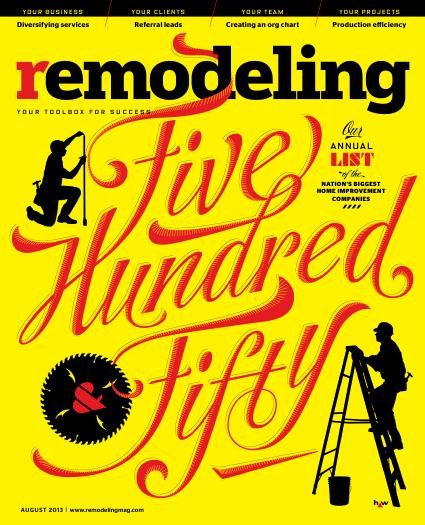 YOUR BUSINESS
Diversifying services
YOUR CLIENTS
Referral leads
YOUR TEAM
Creating an org chart
YOUR PROJECTS
Production efficiency
remodeling
YOUR TOOLBOX FOR SUCCESS
Five
Hundred
&
Fifty
Our
ANNUAL
LIST
of the
NATION'S BIGGEST
HOME IMPROVEMENT
COMPANIES
AUGUST 2013 | www.remodelingmag.com
h,w